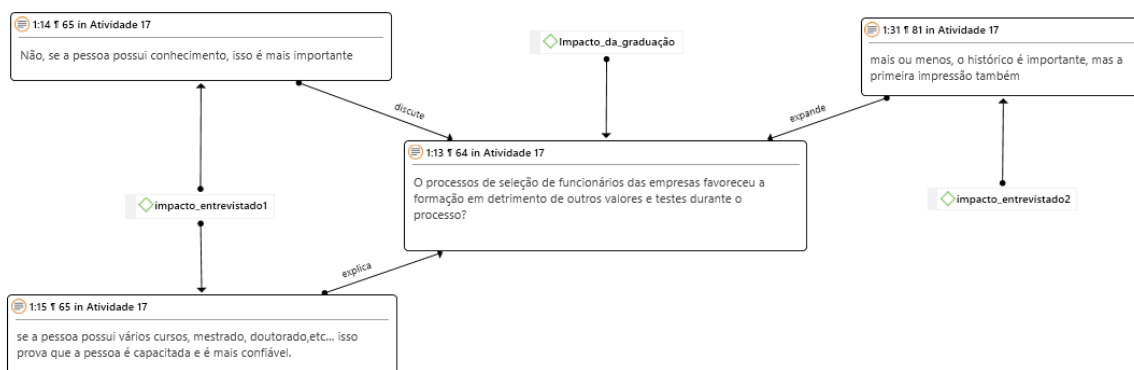 1:14 ¶ 65 in Atividade 17
Não, se a pessoa possui conhecimento, isso é mais importante
Impacto_da_graduação
1:31 ¶ 81 in Atividade 17
mais ou menos, o histórico é importante, mas a
primeira impressão também
discute
expande
1:13 ¶ 64 in Atividade 17
O processos de seleção de funcionários das empresas favoreceu a
formação em detrimento de outros valores e testes durante o
processo?
impacto_entrevistado1
impacto_entrevistado2
explica
1:15 ¶ 65 in Atividade 17
se a pessoa possui vários cursos, mestrado, doutorado,etc... isso
prova que a pessoa é capacitada e é mais confiável.